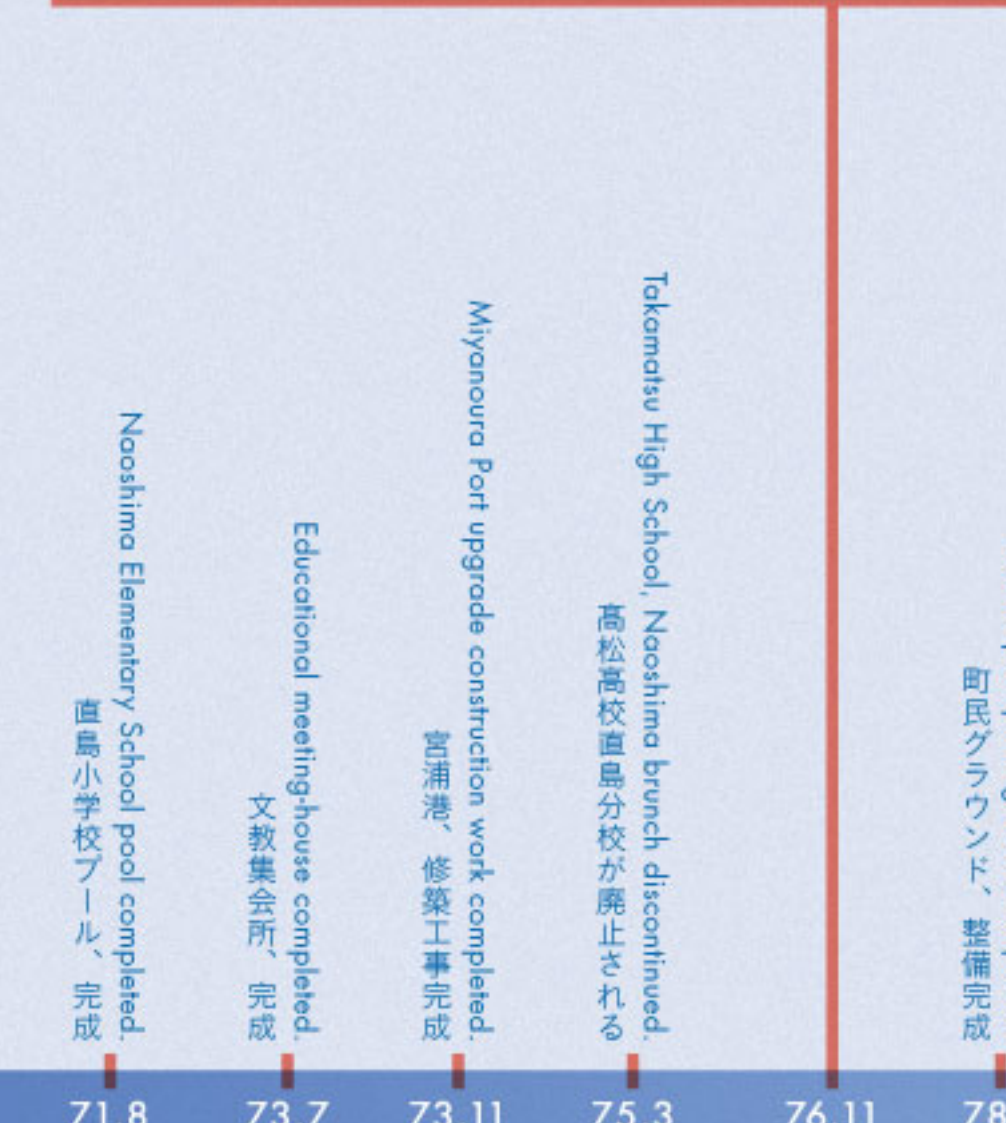 Naoshima Elementary School pool completed.
直島小学校プール、完成
71.8
Educational meeting-house completed.
文教集会所、完成
73.7
Miyanoura Port upgrade construction work completed.
宮浦港、修築工事完成
73.11
Takamatsu High School, Naoshima brunch discontinued.
高松高校直島分校が廃止される
75.3
76.11
町民グラウンド、整備完成
78